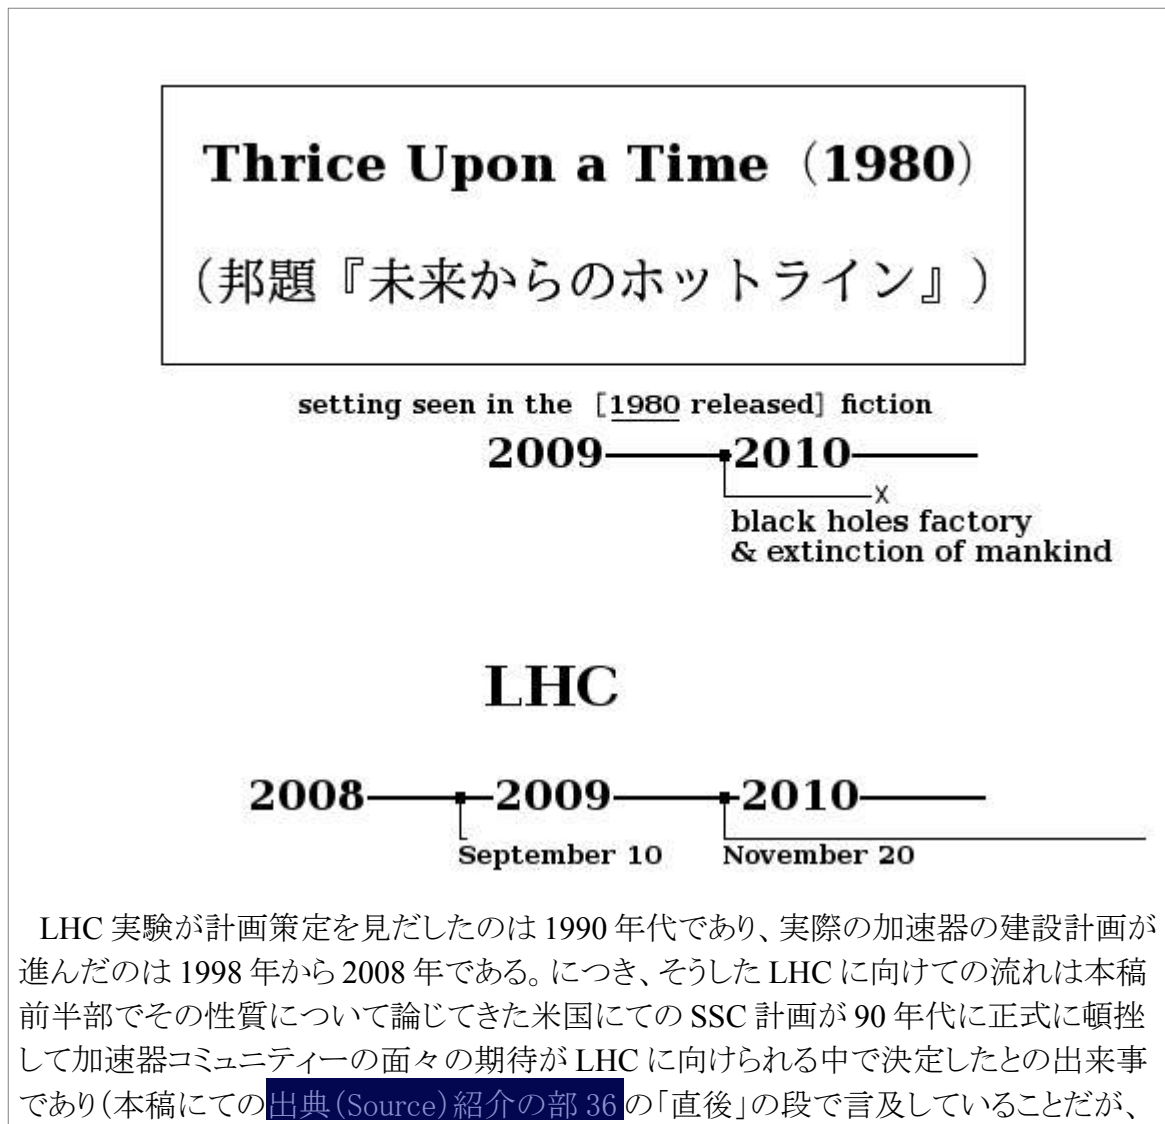 Thrice Upon a Time（1980）
（邦題『未来からのホットライン』）
setting seen in the [1980 released] fiction
2009 2010
X
black holes factory
& extinction of mankind
LHC
2008 2009 2010
September 10 November 20
LHC 実験が計画策定を見だしたのは 1990 年代であり、実際の加速器の建設計画が
進んだのは 1998 年から 2008 年である。につき、そうした LHC に向けての流れは本稿
前半部でその性質について論じてきた米国にての SSC 計画が 90 年代に正式に頓挫
して加速器コミュニティーの面々の期待が LHC に向けられる中で決定したとの出来事
であり（本稿にての出典（Source）紹介の部 36 の「直後」の段で言及していることだが、